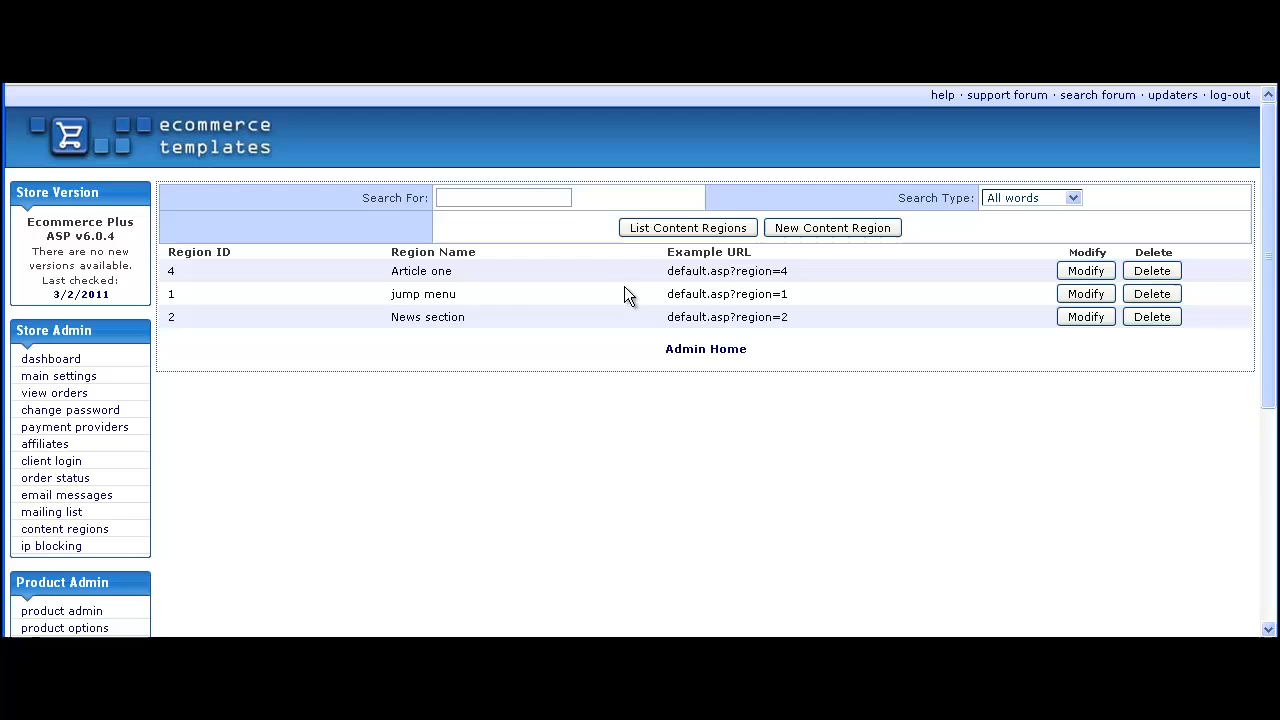 help · support forum · search forum · updaters · log-out
ecommerce
templates
Store Version
Ecommerce Plus
ASP v6.0.4
There are no new
versions available.
Last checked:
3/2/2011
Store Admin
dashboard
main settings
view orders
change password
payment providers
affiliates
client login
order status
email messages
mailing list
content regions
ip blocking
Product Admin
product admin
product options
Search For: Search Type: All words
List Content Regions New Content Region
Region ID Region Name Example URL Modify Delete
4 Article one default.asp?region=4 Modify Delete
1 jump menu default.asp?region=1 Modify Delete
2 News section default.asp?region=2 Modify Delete
Admin Home